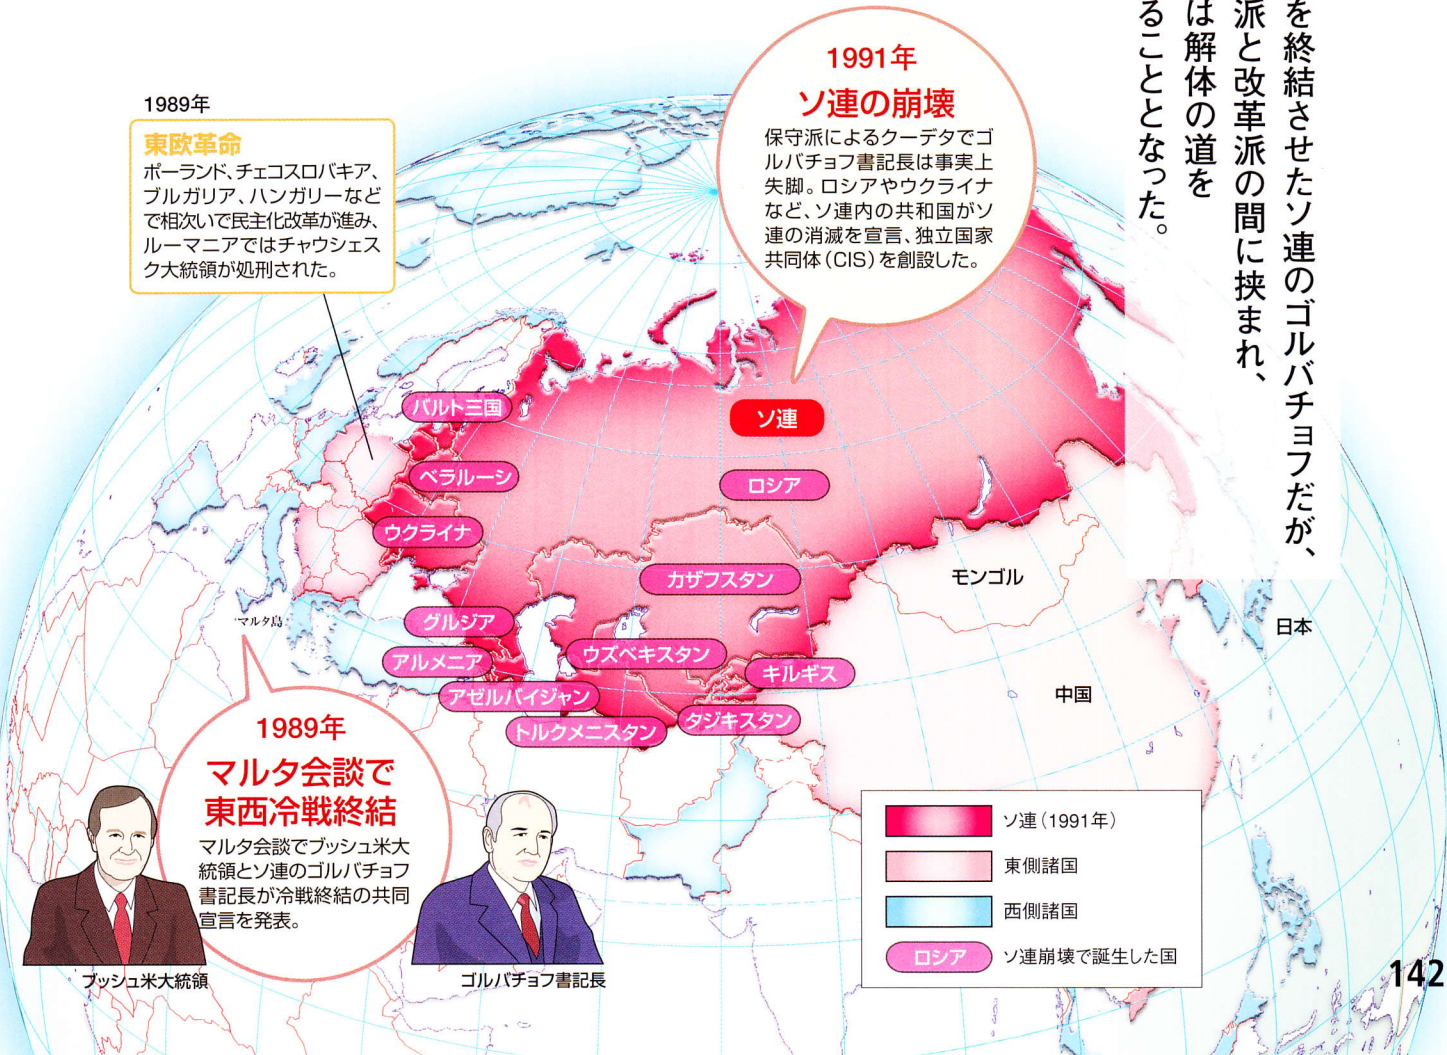 を終結させたソ連のゴルバチョフだが、
派と改革派の間に挟まれ、
は解体の道を
ることとなった。
1989年
東欧革命
ポーランド、チェコスロバキア、
ブルガリア、ハンガリーなど
で相次いで民主化改革が進み、
ルーマニアではチャウシェス
ク大統領が処刑された。
1991年
ソ連の崩壊
保守派によるクーデタでゴ
ルバチョフ書記長は事実上
失脚。ロシアやウクライナ
など、ソ連内の共和国がソ
連の消滅を宣言、独立国家
共同体(CIS)を創設した。
バルト三国
ソ連
ベラルーシ
ロシア
ウクライナ
カザフスタン
モンゴル
マルタ島
グルジア
日本
アルメニア
ウズベキスタン
キルギス
アゼルバイジャン
中国
トルクメニスタン
タジキスタン
1989年
マルタ会談で
東西冷戦終結
マルタ会談でブッシュ米大
統領とソ連のゴルバチョフ
書記長が冷戦終結の共同
宣言を発表。
ブッシュ米大統領
ゴルバチョフ書記長
ソ連(1991年)
東側諸国
西側諸国
ロシア
ソ連崩壊で誕生した国
142